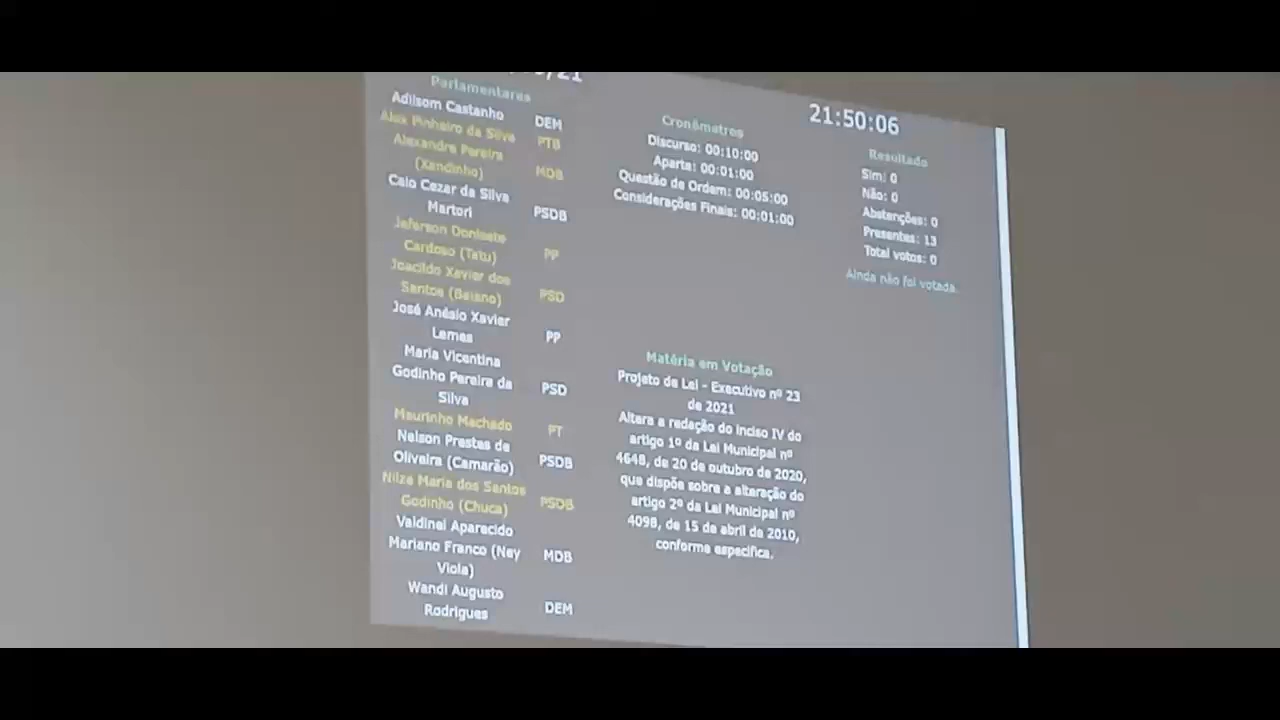 /21
21:50:06
Parlamentares
Adilsom Castanho DEM
Alex Pinheiro da Silva PTB
Alexandre Pereira
(Xandinho) MDB
Caio Cezar da Silva
Martori PSDB
Jeferson Donisete
Cardoso (Tatu) PP
Joacildo Xavier dos
Santos (Baiano) PSD
José Anésio Xavier
Lemes PP
Maria Vicentina
Godinho Pereira da
Silva PSD
Maurinho Machado PT
Nelson Prestes de
Oliveira (Camarão) PSDB
Nilza Maria dos Santos
Godinho (Chuca) PSDB
Valdinei Aparecido
Mariano Franco (Ney
Viola) MDB
Wandi Augusto
Rodrigues DEM
Cronômetros
Discurso: 00:10:00
Aparte: 00:01:00
Questão de Ordem: 00:05:00
Considerações Finais: 00:01:00
Matéria em Votação
Projeto de Lei - Executivo nº 23
de 2021
Altera a redação do inciso IV do
artigo 1º da Lei Municipal nº
4648, de 20 de outubro de 2020,
que dispõe sobre a alteração do
artigo 2º da Lei Municipal nº
4098, de 15 de abril de 2010,
conforme especifica.
Resultado
Sim: 0
Não: 0
Abstenções: 0
Presentes: 13
Total votos: 0
Ainda não foi votada.